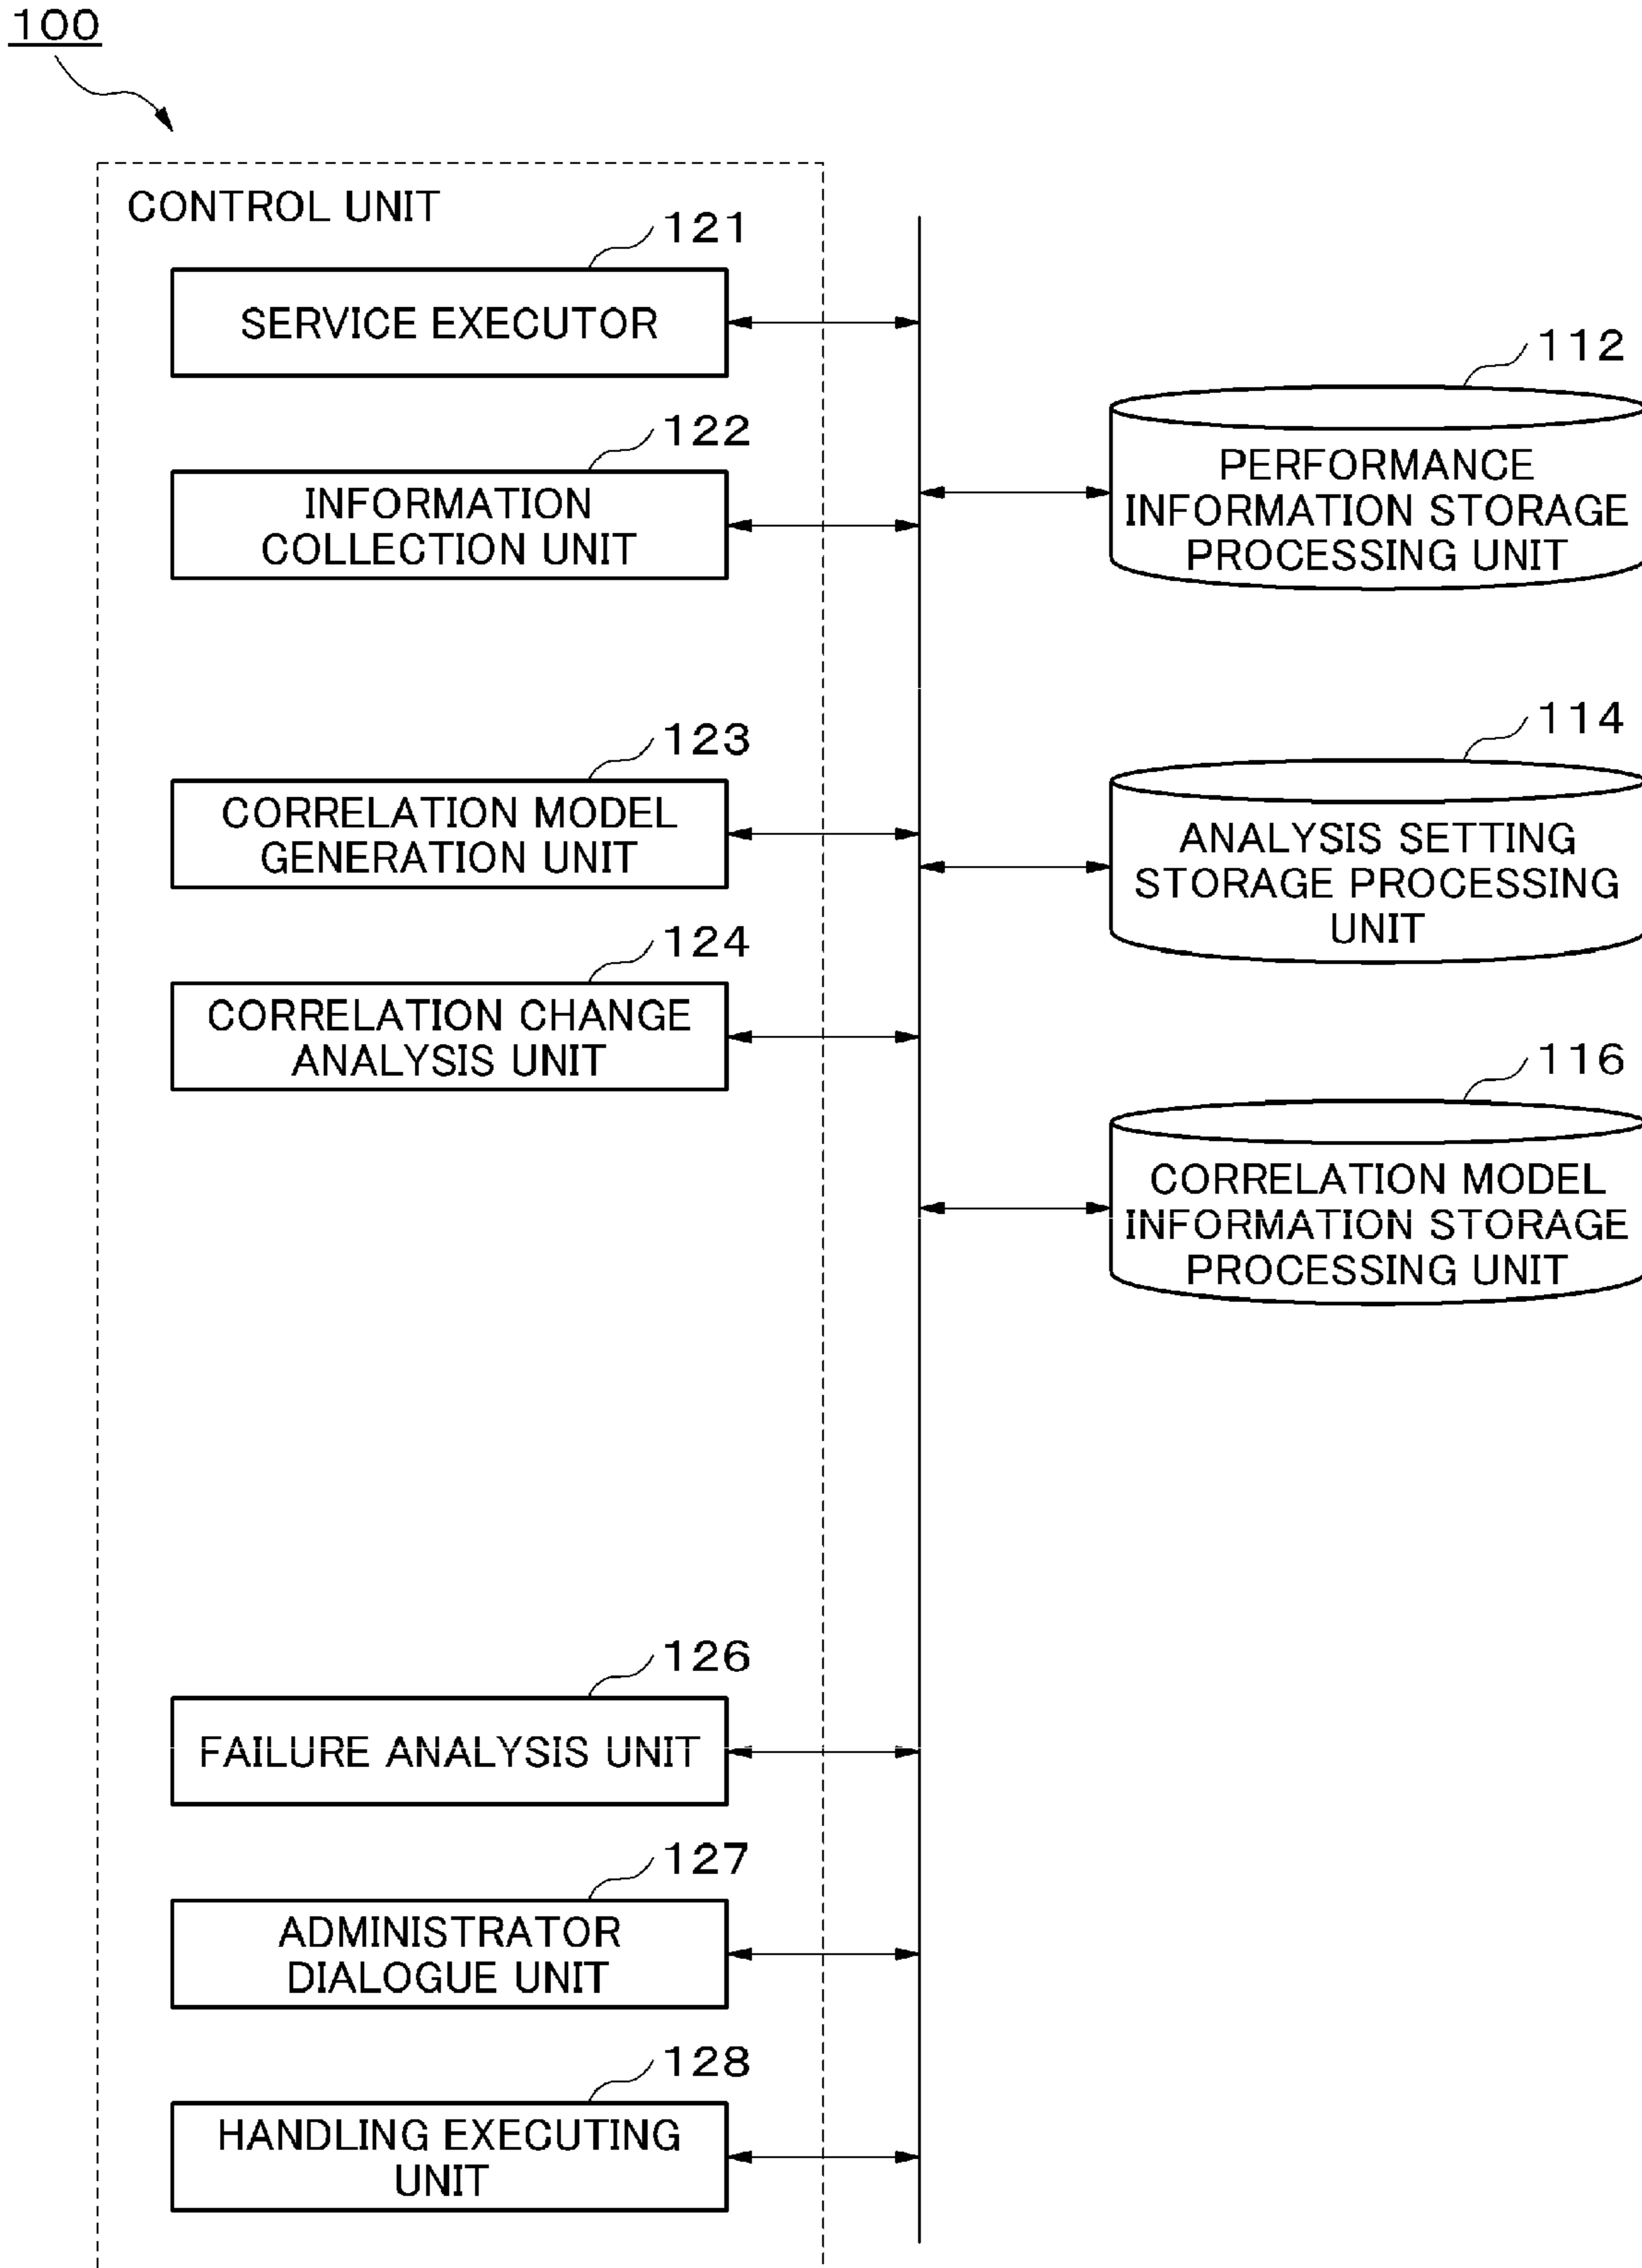 100
CONTROL UNIT
121
SERVICE EXECUTOR
122
INFORMATION
COLLECTION UNIT
123
CORRELATION MODEL
GENERATION UNIT
124
CORRELATION CHANGE
ANALYSIS UNIT
126
FAILURE ANALYSIS UNIT
127
ADMINISTRATOR
DIALOGUE UNIT
128
HANDLING EXECUTING
UNIT
112
PERFORMANCE
INFORMATION STORAGE
PROCESSING UNIT
114
ANALYSIS SETTING
STORAGE PROCESSING
UNIT
116
CORRELATION MODEL
INFORMATION STORAGE
PROCESSING UNIT